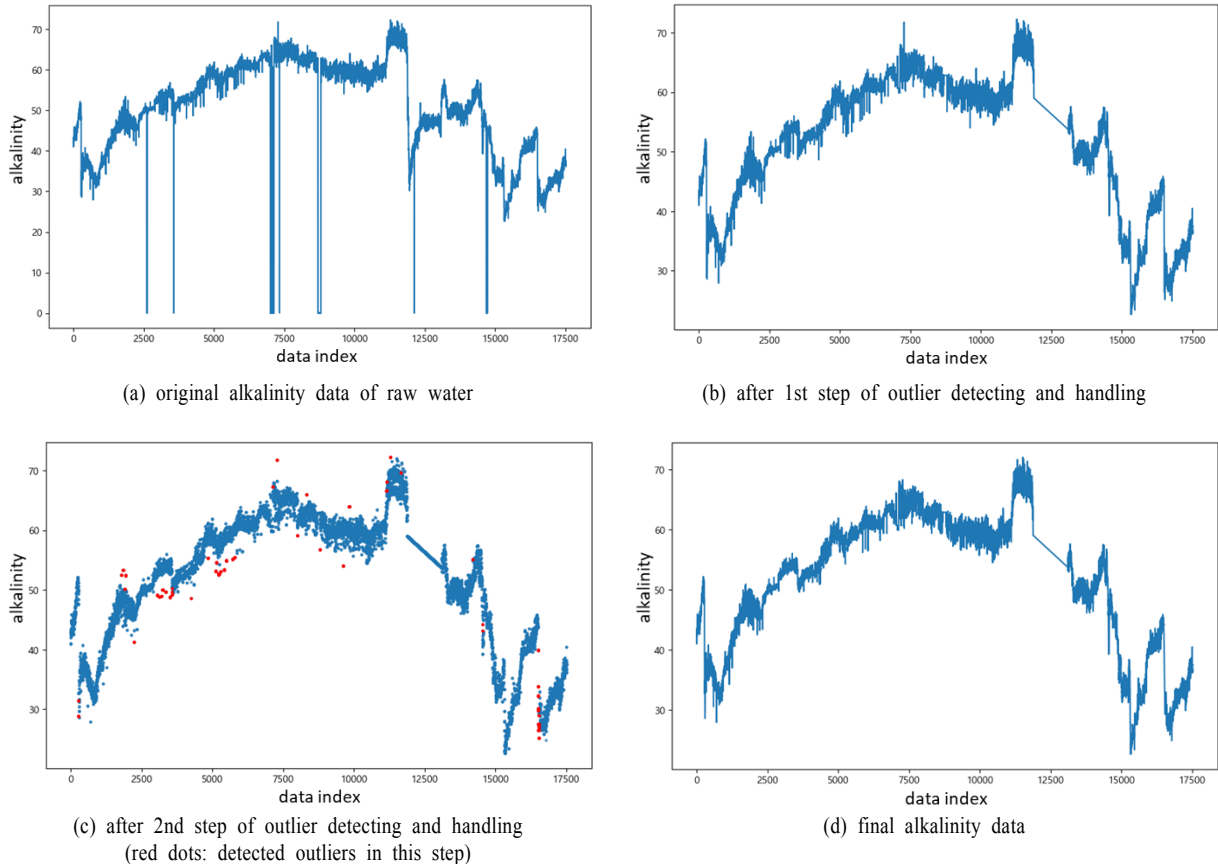 70
60
50
40
30
20
10
0
alkalinity
0 2500 5000 7500 10000 12500 15000 17500
data index
(a) original alkalinity data of raw water
70
60
50
40
30
alkalinity
0 2500 5000 7500 10000 12500 15000 17500
data index
(b) after 1st step of outlier detecting and handling
70
60
50
40
30
alkalinity
0 2500 5000 7500 10000 12500 15000 17500
data index
(c) after 2nd step of outlier detecting and handling
(red dots: detected outliers in this step)
70
60
50
40
30
alkalinity
0 2500 5000 7500 10000 12500 15000 17500
data index
(d) final alkalinity data